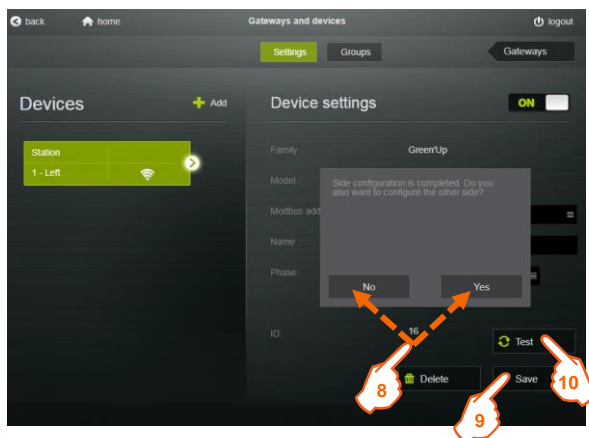 back
home
Gateways and devices
logout
Settings
Groups
Gateways
Devices
Add
Device settings
ON
Station
1 - Left
Family
Green'Up
Model :
Side configuration is completed. Do you
also want to configure the other side?
Modbus add
Name :
Phase:
No
Yes
ID:
16
Test
Delete
Save
8
9
10